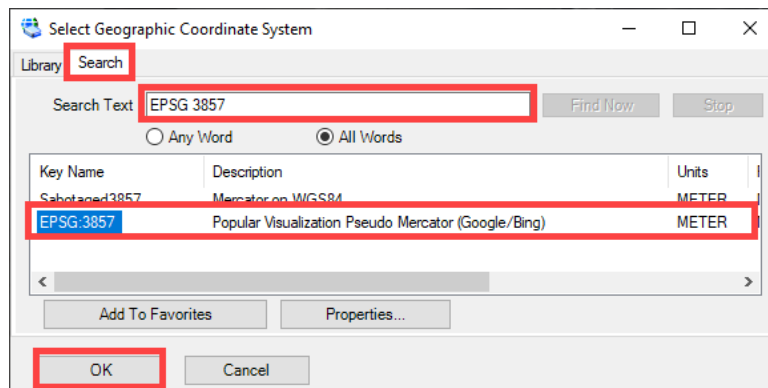 Select Geographic Coordinate System
Library Search
Search Text EPSG 3857 Find Now Stop
Any Word All Words
Key Name Description Units
Sabotaged3857 Mercator on WGS84 METER
EPSG:3857 Popular Visualization Pseudo Mercator (Google/Bing) METER
Add To Favorites Properties...
OK Cancel